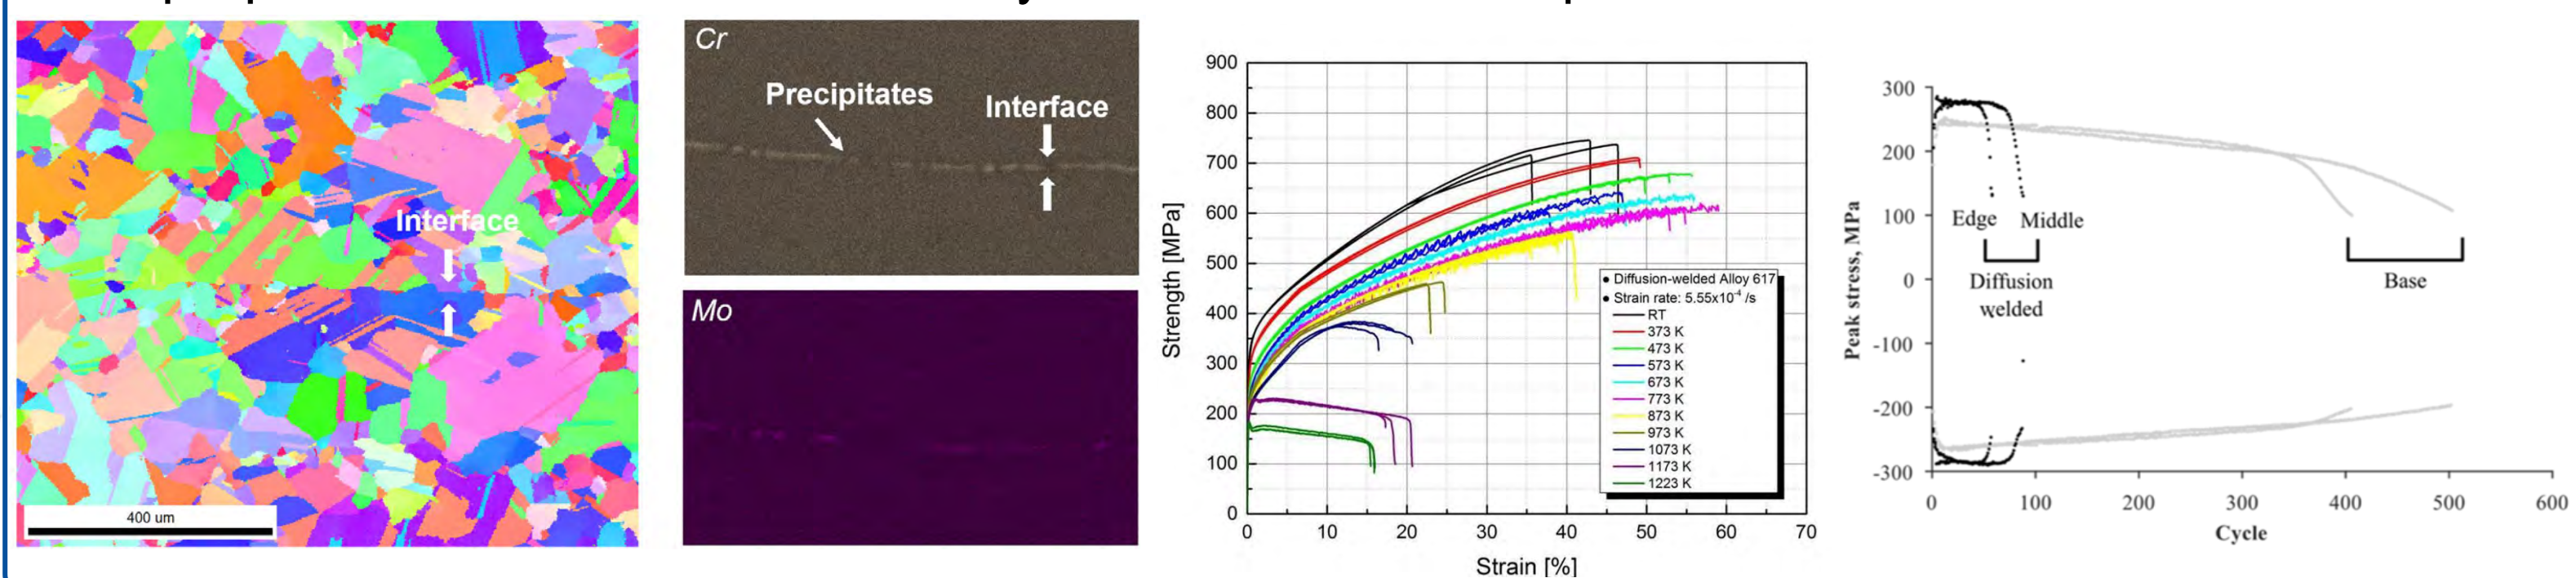 Interface
400 um
Cr
Precipitates
Interface
Mo
900
800
700
600
500
400
300
200
100
0
Strength [MPa]
• Diffusion-welded Alloy 617
• Strain rate: 5.55x10⁻⁴ /s
RT
373 K
473 K
573 K
673 K
773 K
873 K
973 K
1073 K
1173 K
1223 K
0 10 20 30 40 50 60 70
Strain [%]
300
200
100
0
-100
-200
-300
Peak stress, MPa
Edge Middle
Diffusion
welded
Base
0 100 200 300 400 500 600
Cycle